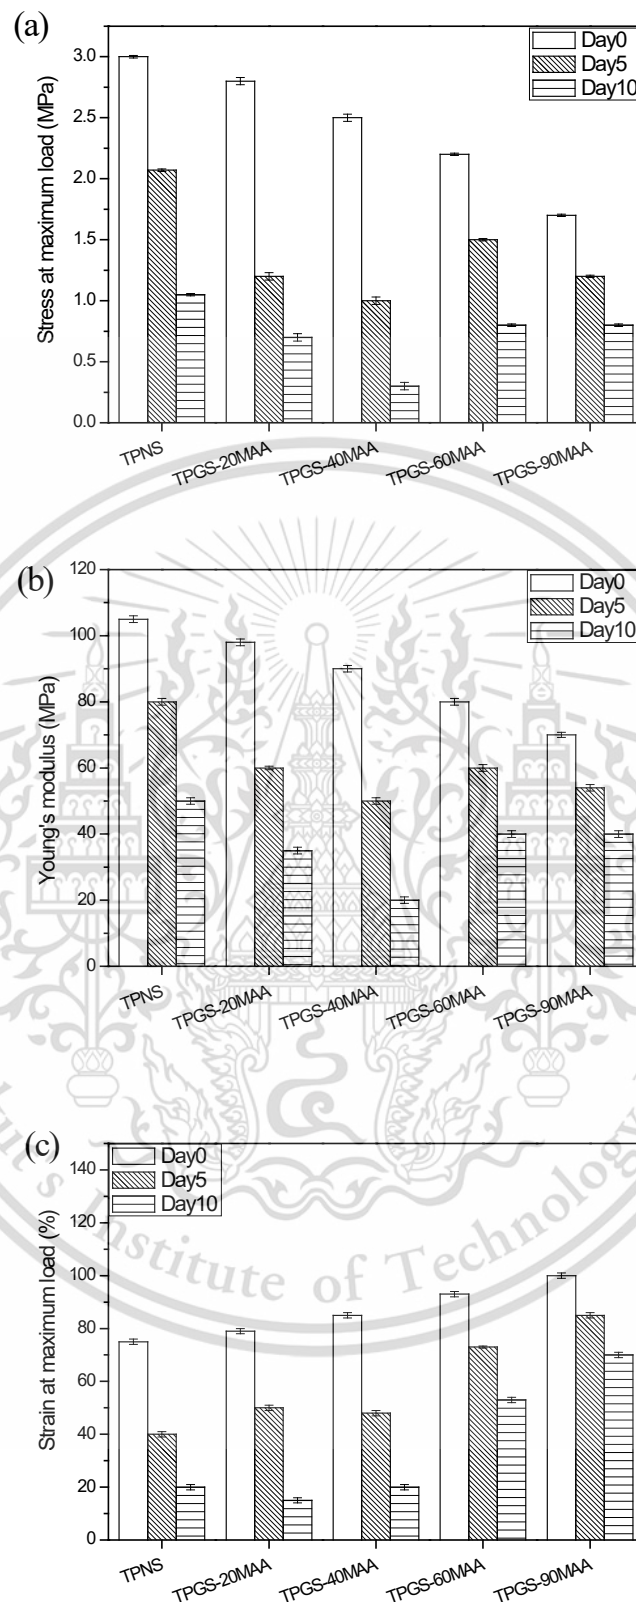 (a)
Stress at maximum load (MPa)
3.0
2.5
2.0
1.5
1.0
0.5
0.0
Day0
Day5
Day10
TPNS
TPGS-20MAA
TPGS-40MAA
TPGS-60MAA
TPGS-90MAA
(b)
Young's modulus (MPa)
120
100
80
60
40
20
0
Day0
Day5
Day10
TPNS
TPGS-20MAA
TPGS-40MAA
TPGS-60MAA
TPGS-90MAA
(c)
Strain at maximum load (%)
140
120
100
80
60
40
20
0
Day0
Day5
Day10
TPNS
TPGS-20MAA
TPGS-40MAA
TPGS-60MAA
TPGS-90MAA
kut's Institute of Technology